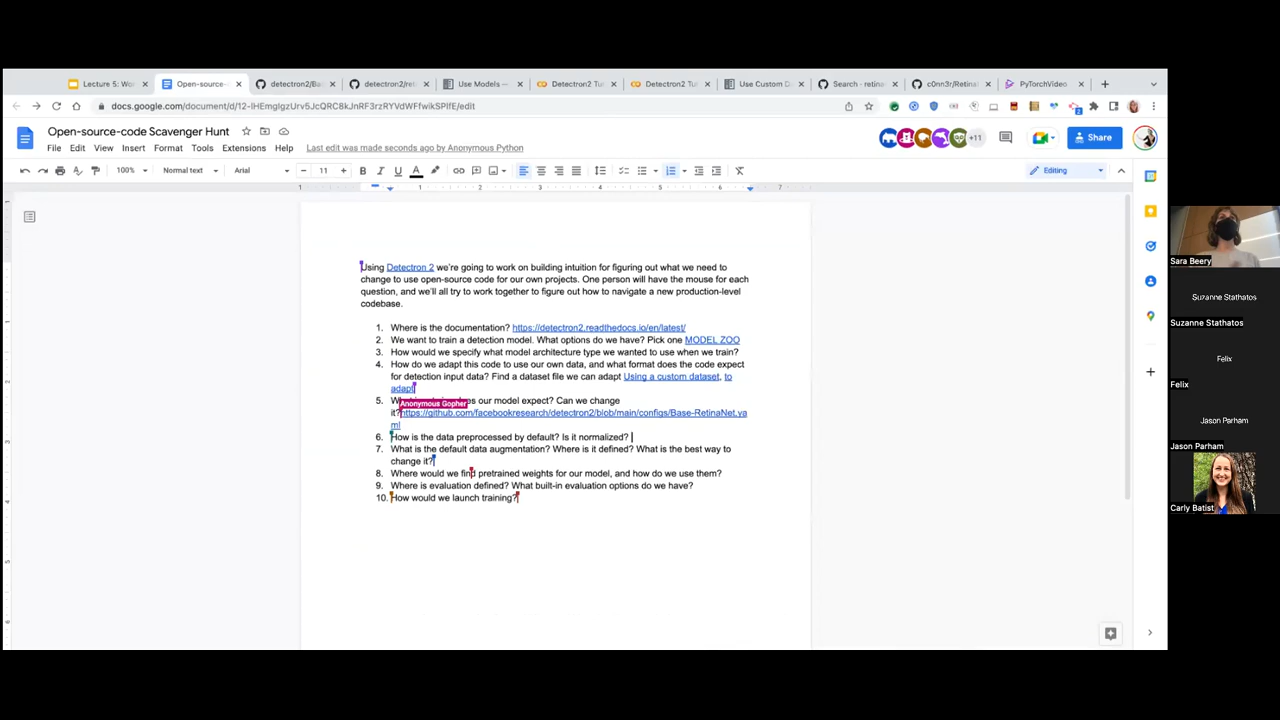 Lecture 5: Wo
Open-source-
detectron2/Ba
detectron2/ret
Use Models —
Detectron2 Tu
Detectron2 Tut
Use Custom D
Search · retina
c0nn3r/Retina
PyTorchVideo
docs.google.com/document/d/12-
Open-source-code Scavenger Hunt
+11
Share
File Edit View Insert Format Tools Extensions Help Last edit was made seconds ago by Anonymous Python
100% Normal text Arial 11 Editing
Using Detectron 2 we're going to work on building intuition for figuring out what we need to
change to use open-source code for our own projects. One person will have the mouse for each
question, and we'll all try to work together to figure out how to navigate a new production-level
codebase.
1. Where is the documentation? https://detectron2.readthedocs.io/en/latest/
2. We want to train a detection model. What options do we have? Pick one MODEL ZOO
3. How would we specify what model architecture type we wanted to use when we train?
4. How do we adapt this code to use our own data, and what format does the code expect
for detection input data? Find a dataset file we can adapt Using a custom dataset, to
adapt
Anonymous Gopher
5. our model expect? Can we change
it?https://github.com/facebookresearch/detectron2/blob/main/configs/Base-RetinaNet.ya
ml
6. How is the data preprocessed by default? Is it normalized?
7. What is the default data augmentation? Where is it defined? What is the best way to
change it?
8. Where would we find pretrained weights for our model, and how do we use them?
9. Where is evaluation defined? What built-in evaluation options do we have?
10. How would we launch training?
Sara Beery
Suzanne Stathatos
Suzanne Stathatos
Felix
Felix
Jason Parham
Jason Parham
Carly Batist